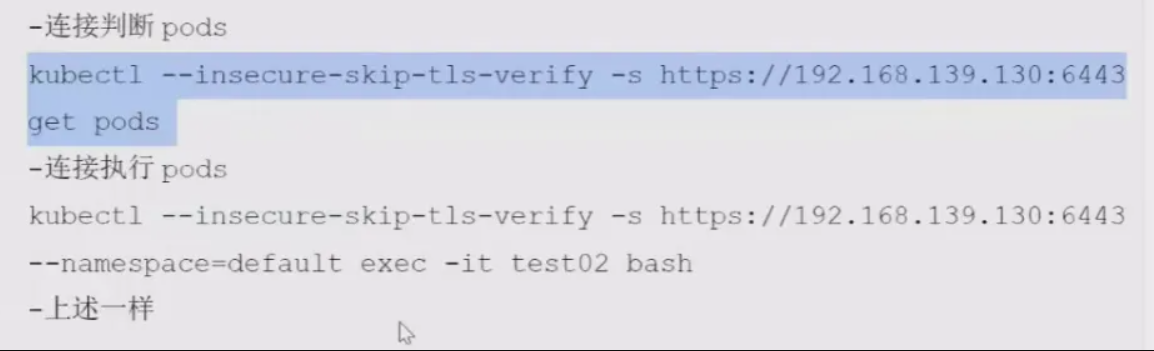 -连接判断 pods
kubectl --insecure-skip-tls-verify -s https://192.168.139.130:6443
get pods
-连接执行 pods
kubectl --insecure-skip-tls-verify -s https://192.168.139.130:6443
--namespace=default exec -it test02 bash
-上述一样